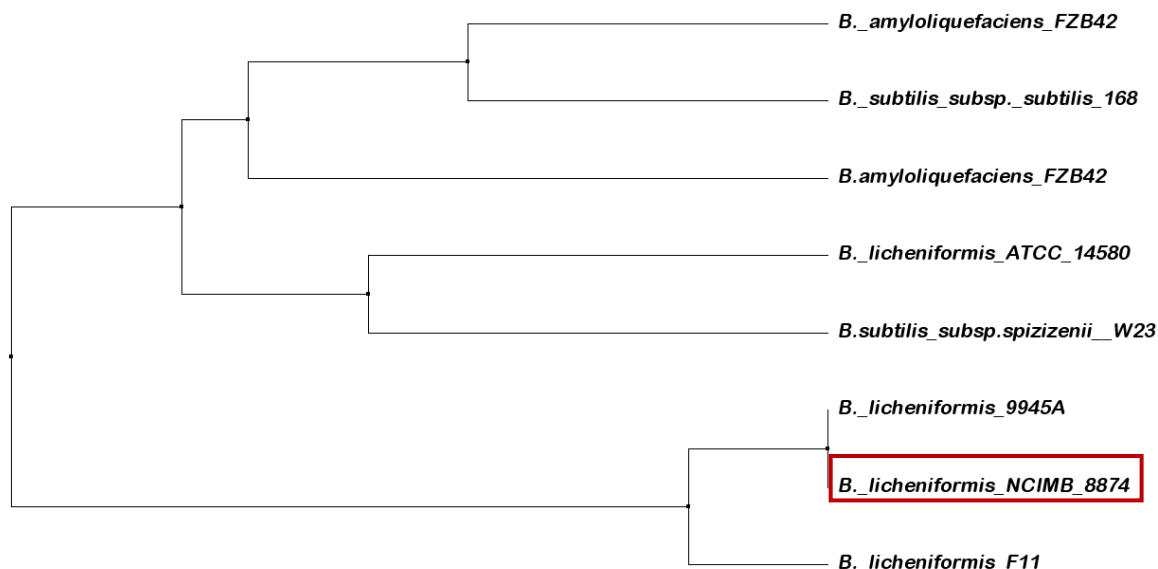 B._amyloliquefaciens_FZB42
B._subtilis_subsp._subtilis_168
B.amyloliquefaciens_FZB42
B._licheniformis_ATCC_14580
B.subtilis_subsp.spizizenii__W23
B._licheniformis_9945A
B._licheniformis_NCIMB_8874
B._licheniformis_F11